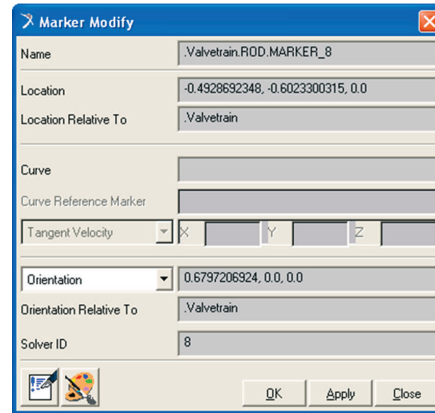 Marker Modify
Name .Valvetrain.ROD.MARKER_8
Location -0.4928692348, -0.6023300315, 0.0
Location Relative To .Valvetrain
Curve
Curve Reference Marker
Tangent Velocity X Y Z
Orientation 0.6797206924, 0.0, 0.0
Orientation Relative To .Valvetrain
Solver ID 8
OK Apply Close